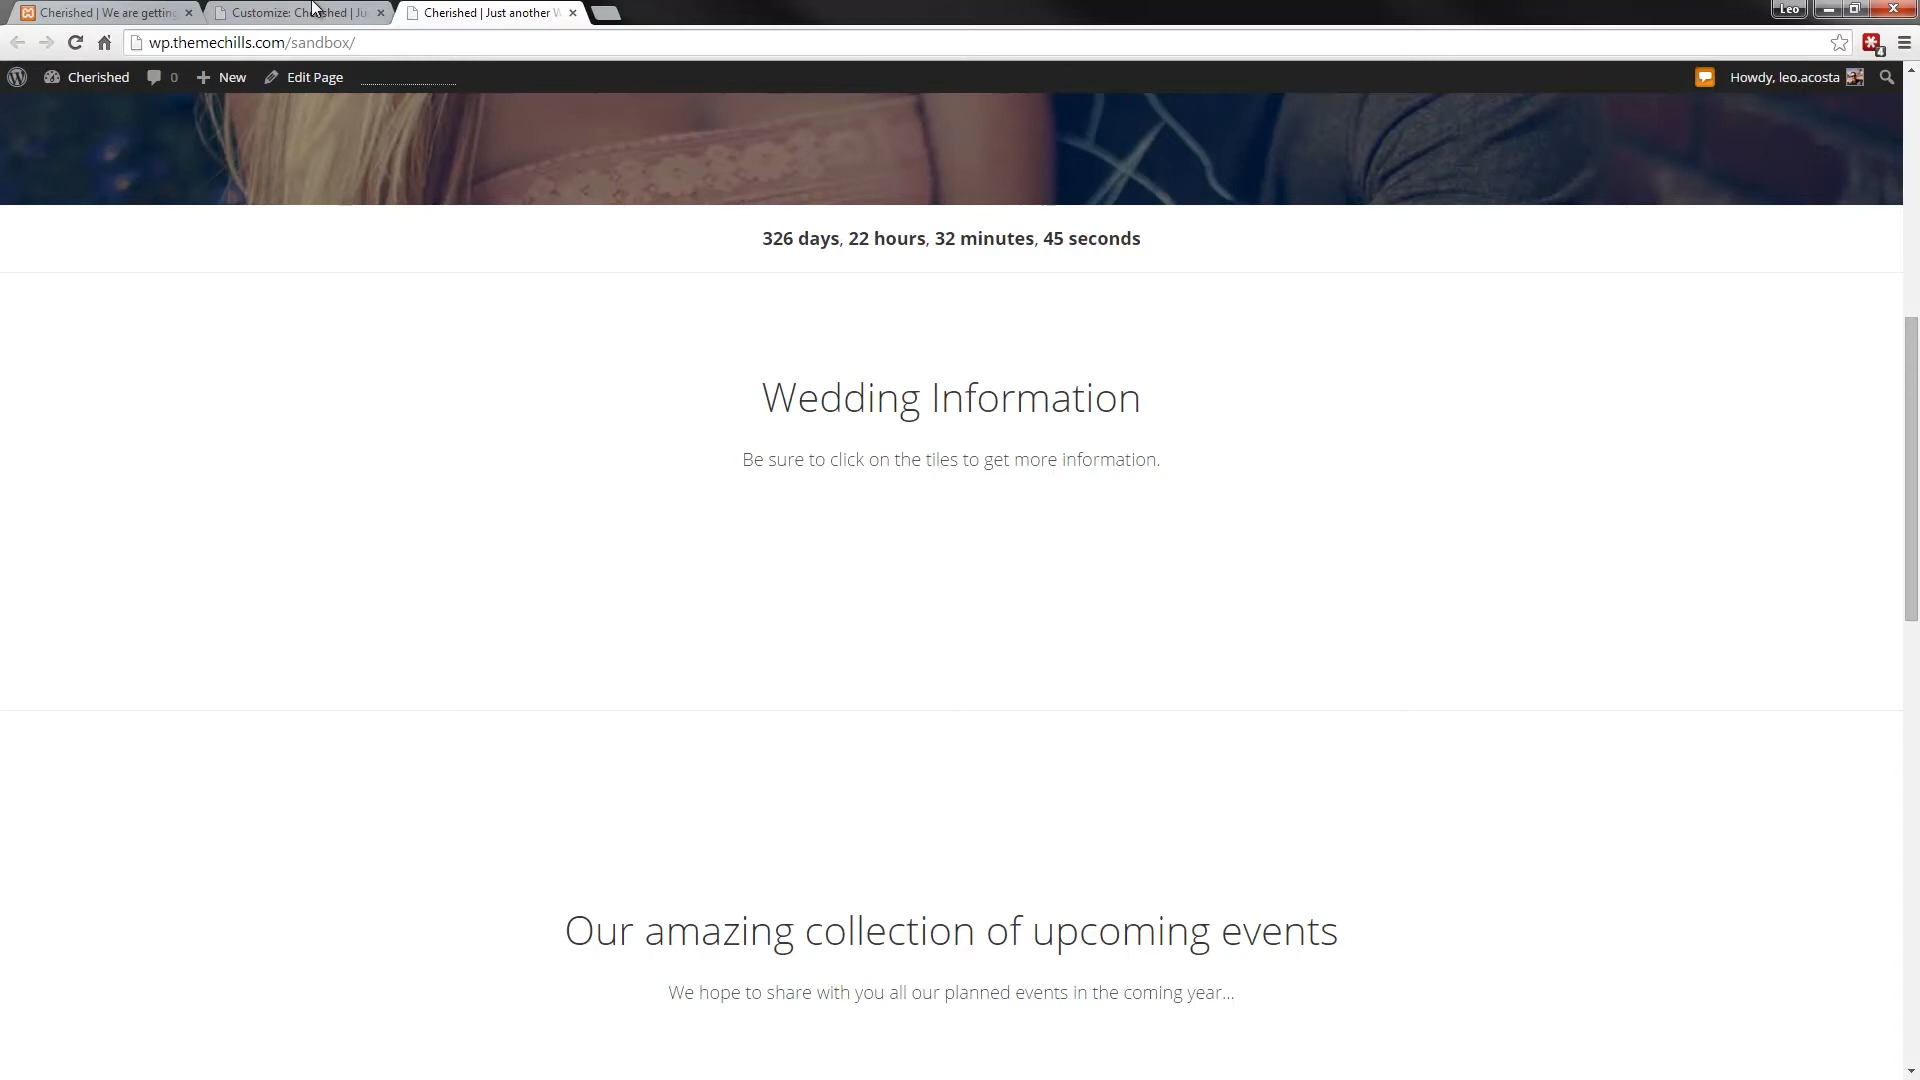 Cherished | We are getting
Customize: Cherished | Ju
Cherished | Just another W
Leo
wp.themechills.com/sandbox/
4
Cherished 0 New Edit Page
Howdy, leo.acosta
326 days, 22 hours, 32 minutes, 45 seconds
Wedding Information
Be sure to click on the tiles to get more information.
Our amazing collection of upcoming events
We hope to share with you all our planned events in the coming year...